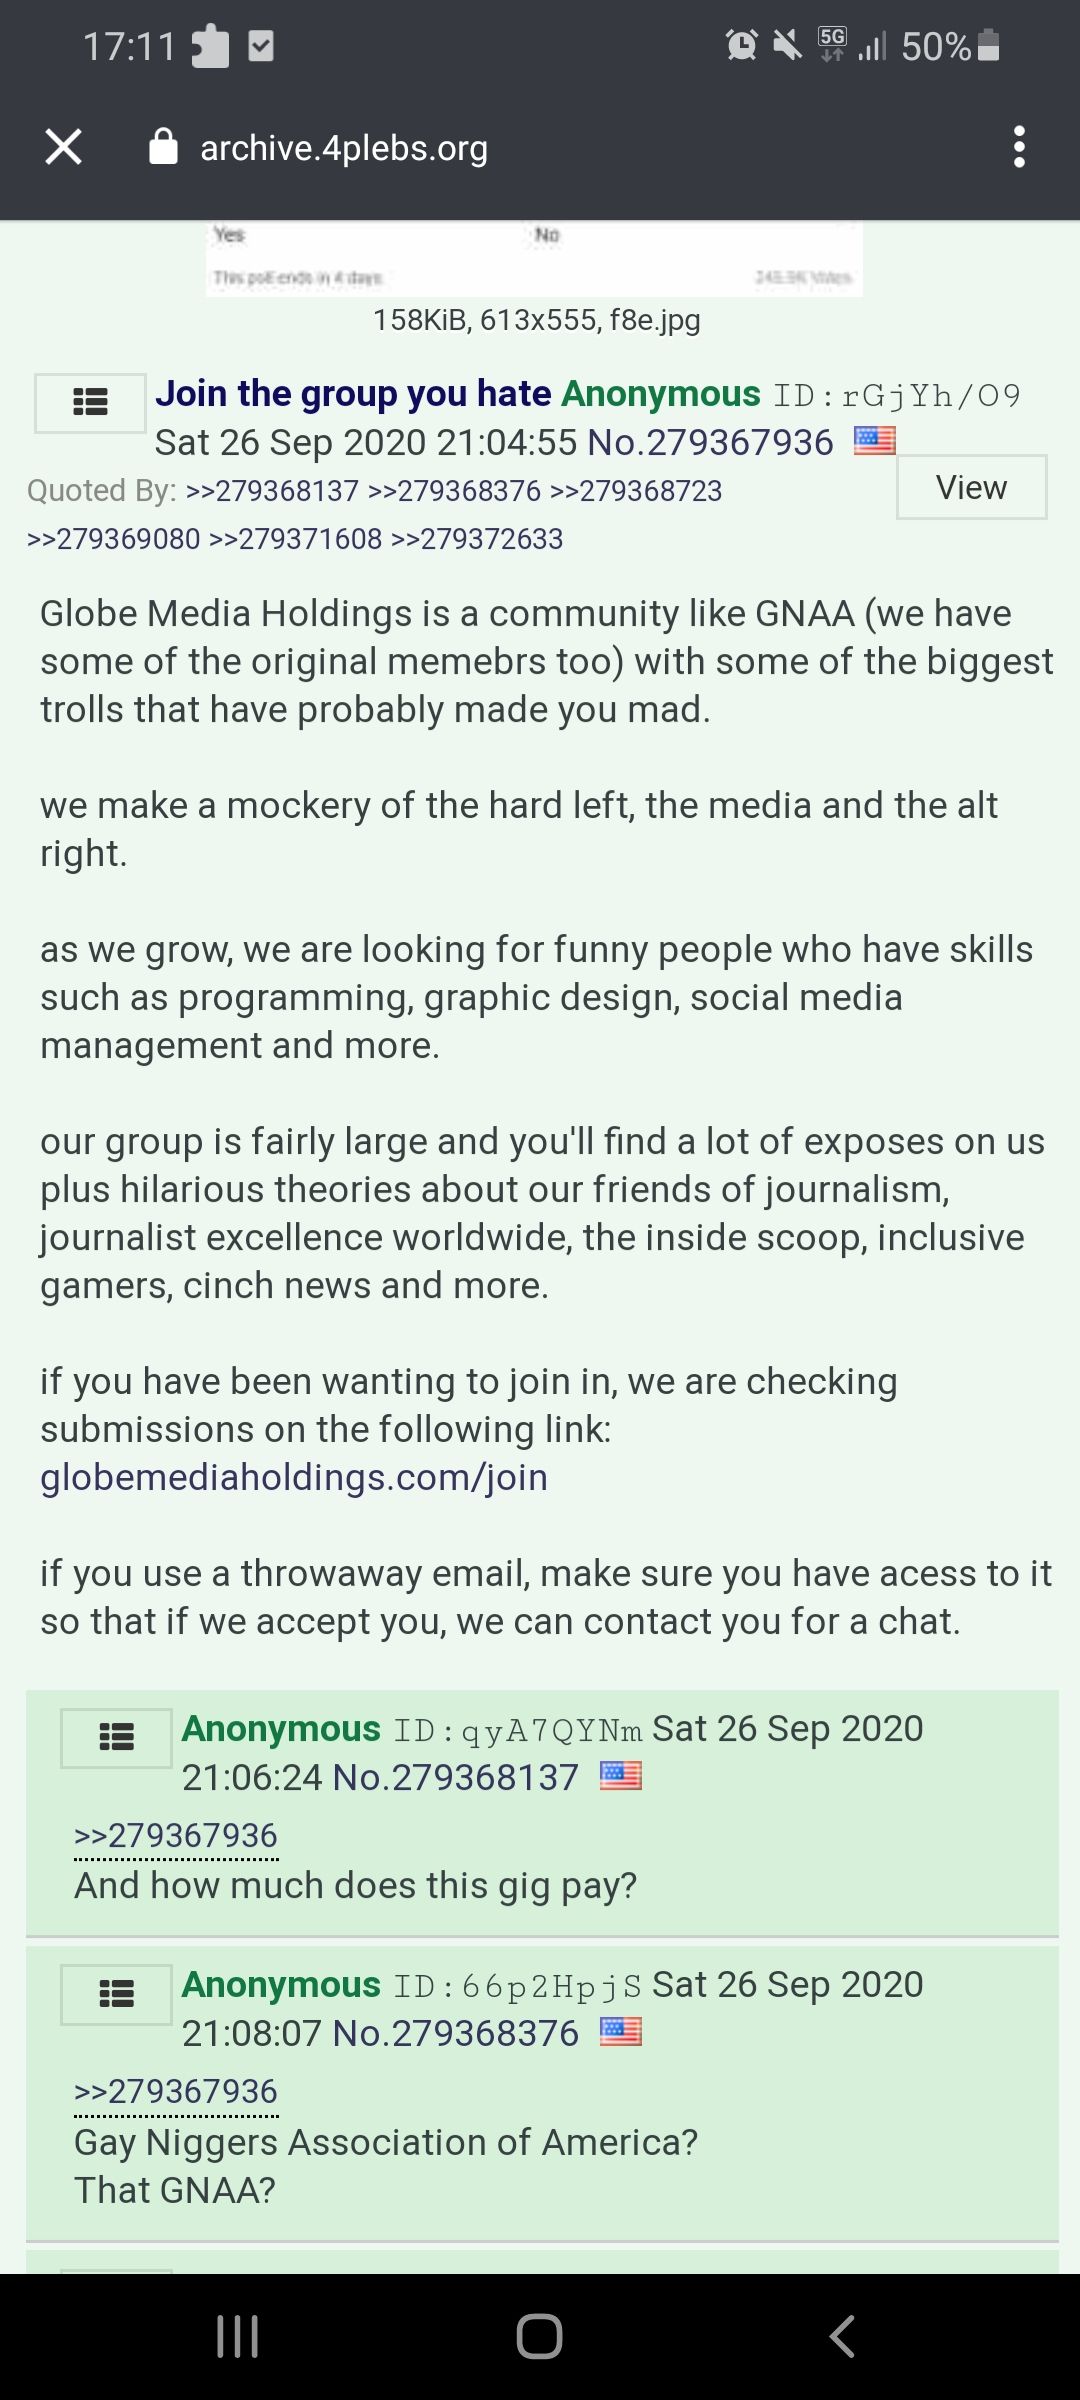 17:11
5G
50%
archive.4plebs.org
Yes No
This poll ends in 4 days
158KiB, 613x555, f8e.jpg
Join the group you hate Anonymous ID:rGjYh/O9
Sat 26 Sep 2020 21:04:55 No.279367936
View
Quoted By: >>279368137 >>279368376 >>279368723
>>279369080 >>279371608 >>279372633
Globe Media Holdings is a community like GNAA (we have
some of the original memebrs too) with some of the biggest
trolls that have probably made you mad.
we make a mockery of the hard left, the media and the alt
right.
as we grow, we are looking for funny people who have skills
such as programming, graphic design, social media
management and more.
our group is fairly large and you'll find a lot of exposes on us
plus hilarious theories about our friends of journalism,
journalist excellence worldwide, the inside scoop, inclusive
gamers, cinch news and more.
if you have been wanting to join in, we are checking
submissions on the following link:
globemediaholdings.com/join
if you use a throwaway email, make sure you have acess to it
so that if we accept you, we can contact you for a chat.
Anonymous ID:qyA7QYNm Sat 26 Sep 2020
21:06:24 No.279368137
>>279367936
And how much does this gig pay?
Anonymous ID:66p2HpjS Sat 26 Sep 2020
21:08:07 No.279368376
>>279367936
Gay Niggers Association of America?
That GNAA?